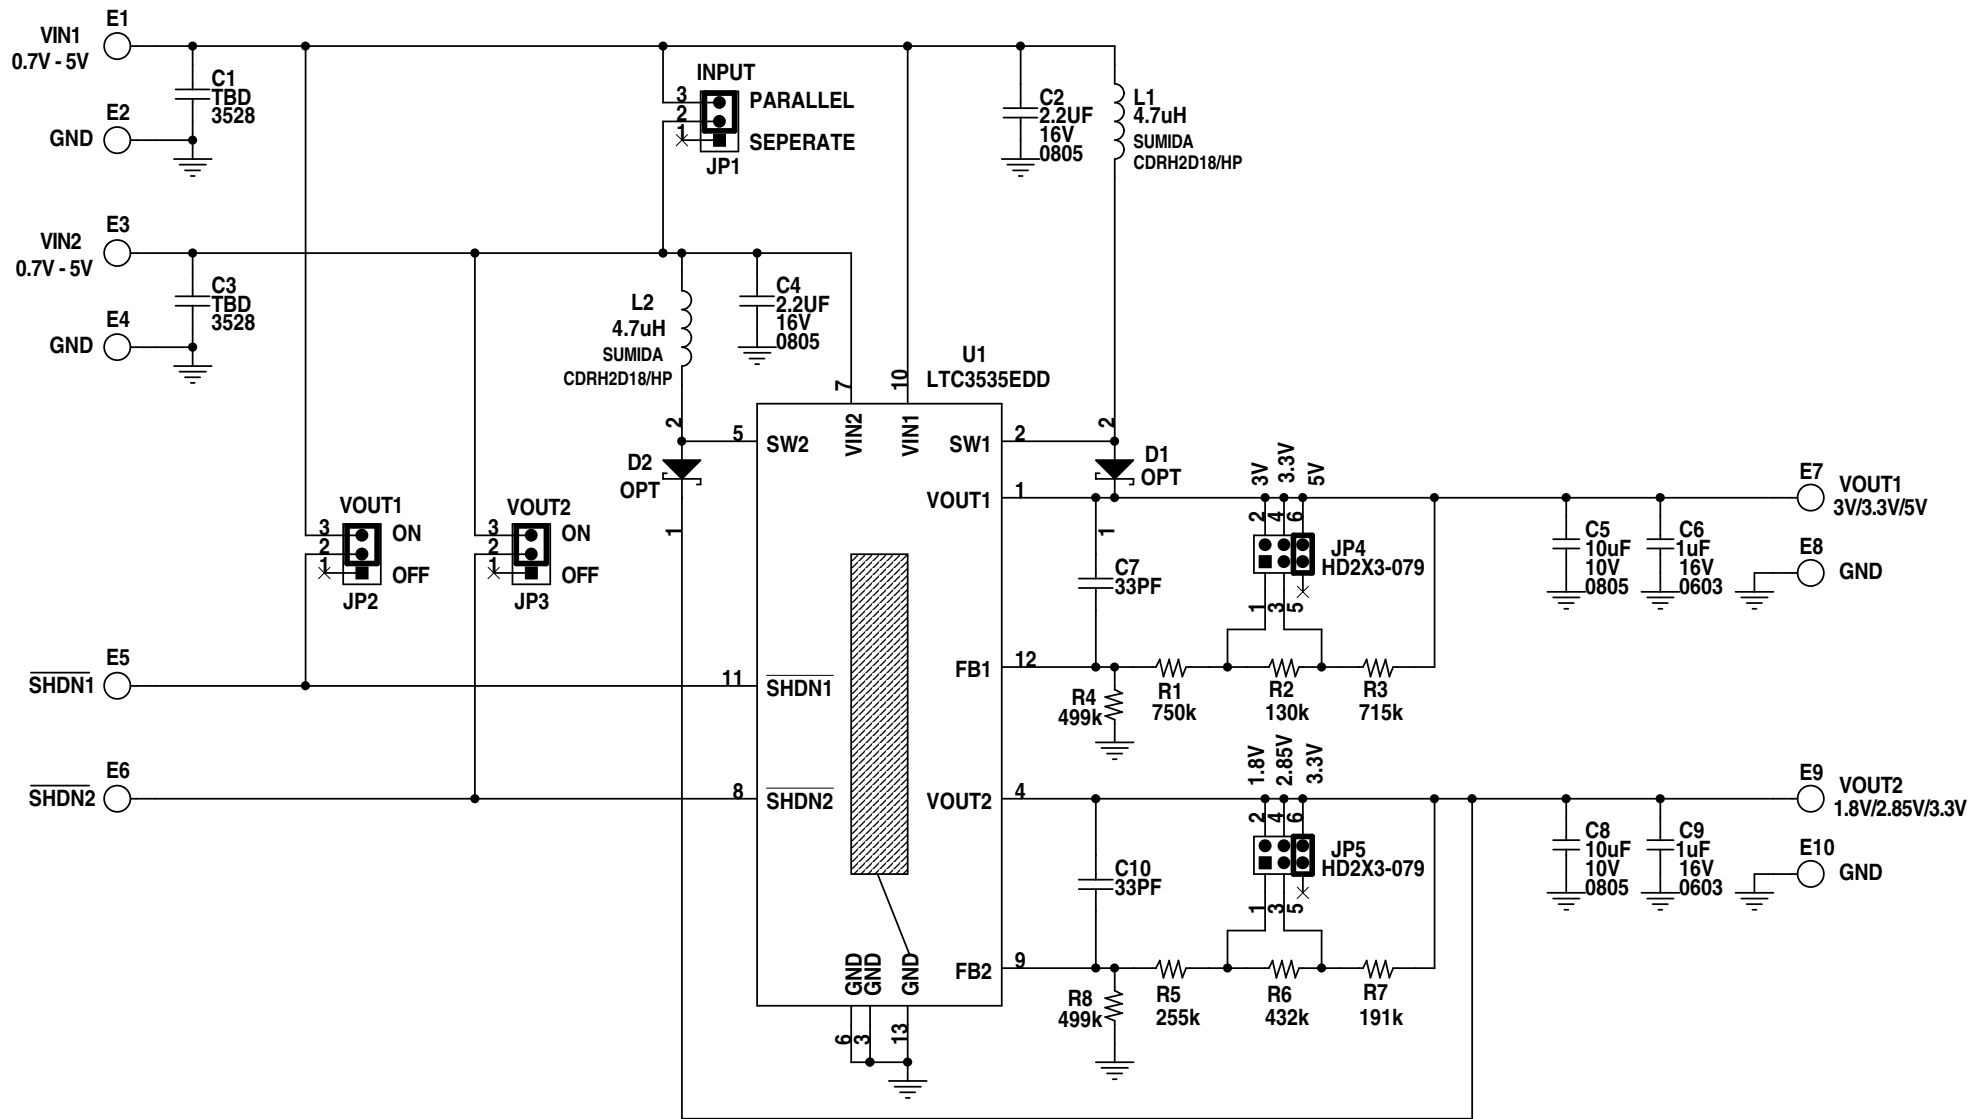 E1
VIN1
0.7V - 5V
C1
TBD
3528
E2
GND
INPUT
3
2
1
PARALLEL
SEPERATE
JP1
C2
2.2UF
16V
0805
L1
4.7uH
SUMIDA
CDRH2D18/HP
E3
VIN2
0.7V - 5V
C3
TBD
3528
E4
GND
L2
4.7uH
SUMIDA
CDRH2D18/HP
C4
2.2UF
16V
0805
U1
LTC3535EDD
7
10
VIN2
VIN1
2
5
SW2
SW1
2
2
D2
OPT
1
D1
OPT
VOUT1
1
1
VOUT1
3
2
1
ON
OFF
JP2
VOUT2
3
2
1
ON
OFF
JP3
3V
3.3V
5V
2
4
6
JP4
HD2X3-079
1
3
5
C7
33PF
E7
VOUT1
3V/3.3V/5V
C5
10uF
10V
0805
C6
1uF
16V
0603
E8
GND
E5
SHDN1
11
SHDN1
FB1
12
R4
499k
R1
750k
R2
130k
R3
715k
E6
SHDN2
8
SHDN2
VOUT2
4
1.8V
2.85V
3.3V
2
4
6
JP5
HD2X3-079
1
3
5
C10
33PF
E9
VOUT2
1.8V/2.85V/3.3V
C8
10uF
10V
0805
C9
1uF
16V
0603
E10
GND
FB2
9
R8
499k
R5
255k
R6
432k
R7
191k
GND
GND
GND
6
3
13